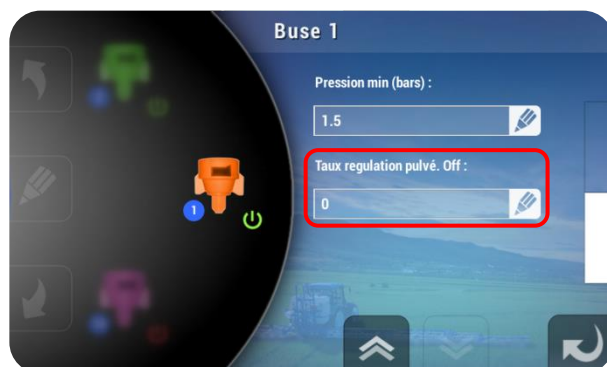 Buse 1
Pression min (bars) :
1.5
Taux regulation pulvé. Off :
0
1